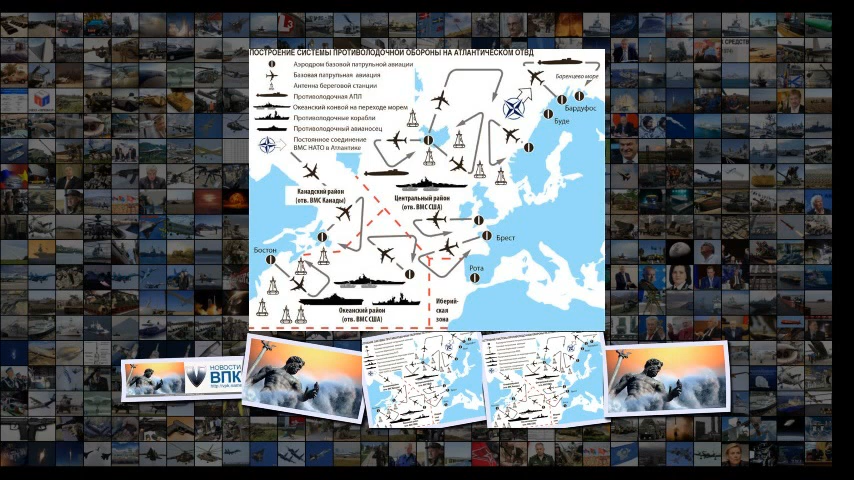 ПОСТРОЕНИЕ СИСТЕМЫ ПРОТИВОЛОДОЧНОЙ ОБОРОНЫ НА АТЛАНТИЧЕСКОМ ОТВД
Аэродром базовой патрульной авиации
Базовая патрульная авиация
Антенна береговой станции
Противолодочная АПЛ
Океанский конвой на переходе морем
Противолодочные корабли
Противолодочный авианосец
Постоянное соединение
ВМС НАТО в Атлантике
Баренцево море
Бардуфос
Буде
Канадский район
(отв. ВМС Канады)
Центральный район
(отв. ВМС США)
Бостон
Брест
Рота
Океанский район
(отв. ВМС США)
Иберий-
ская
зона
НОВОСТИ
ВПК